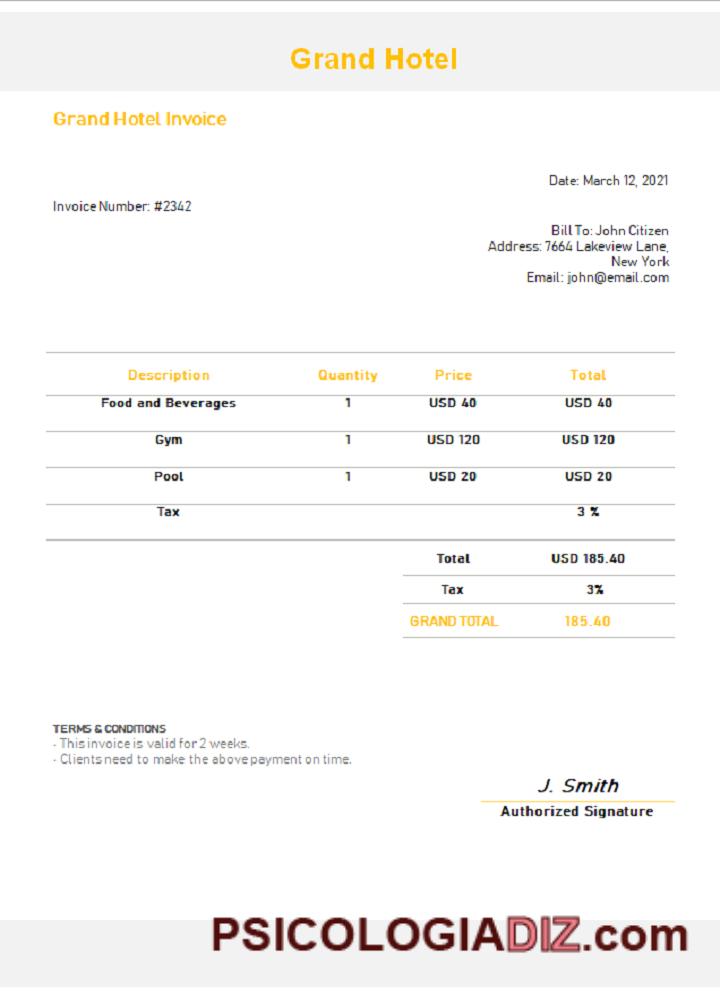 Grand Hotel
Grand Hotel Invoice
Date: March 12, 2021
Invoice Number: #2342
Bill To: John Citizen
Address: 7664 Lakeview Lane,
New York
Email: john@email.com
Description Quantity Price Total
Food and Beverages 1 USD 40 USD 40
Gym 1 USD 120 USD 120
Pool 1 USD 20 USD 20
Tax 3 %
Total USD 185.40
Tax 3%
GRAND TOTAL 185.40
TERMS & CONDITIONS
- This invoice is valid for 2 weeks.
- Clients need to make the above payment on time.
J. Smith
Authorized Signature
PSICOLOGIADIZ.com